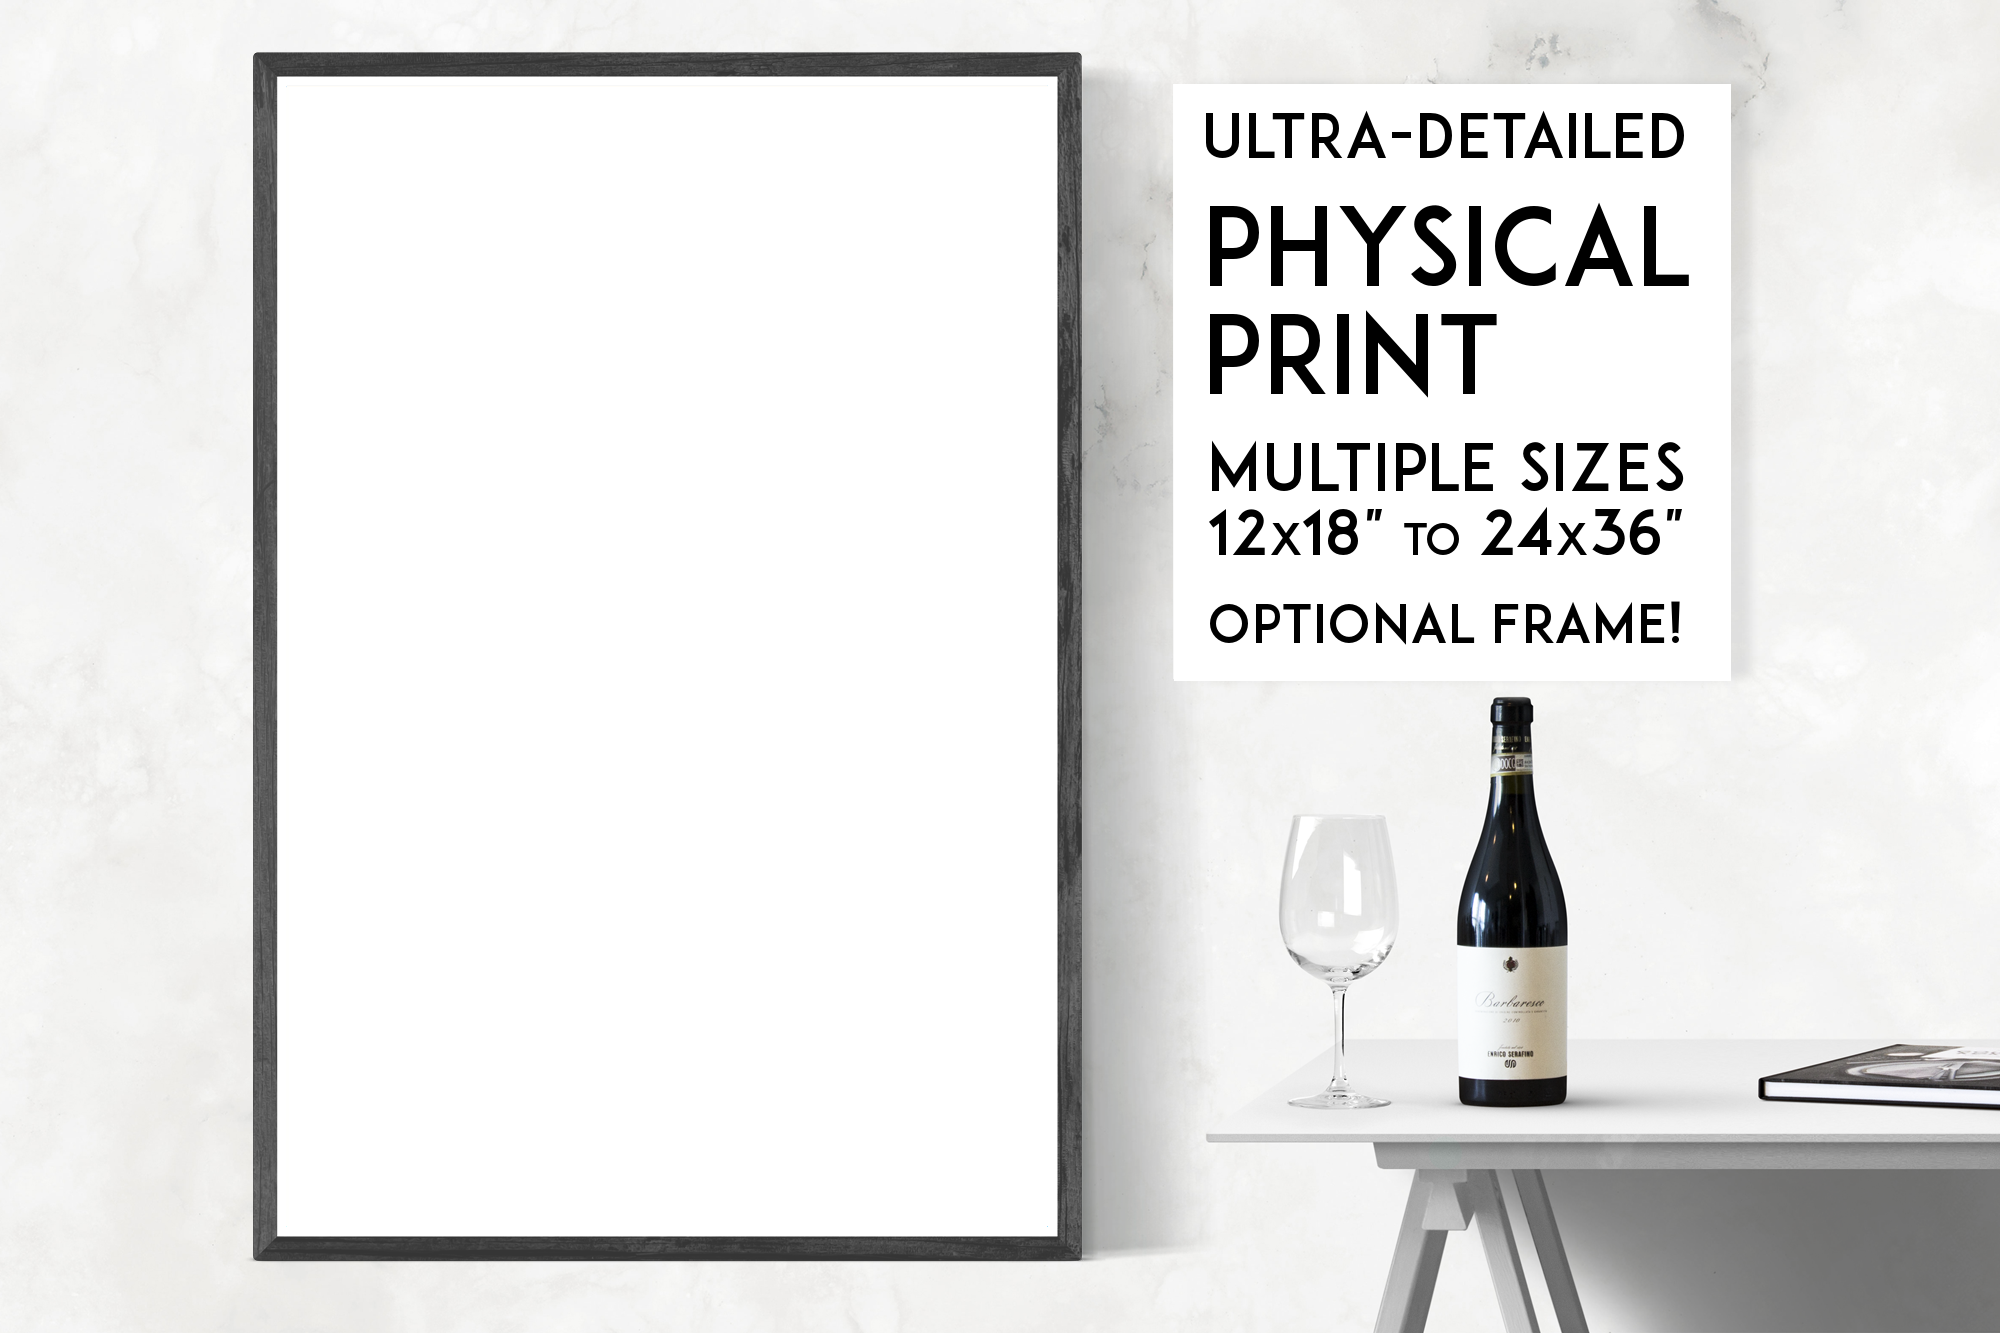 ULTRA-DETAILED
PHYSICAL
PRINT
MULTIPLE SIZES
12x18" TO 24x36"
OPTIONAL FRAME!
Barbaresco
2010
ENRICO SERAFINO